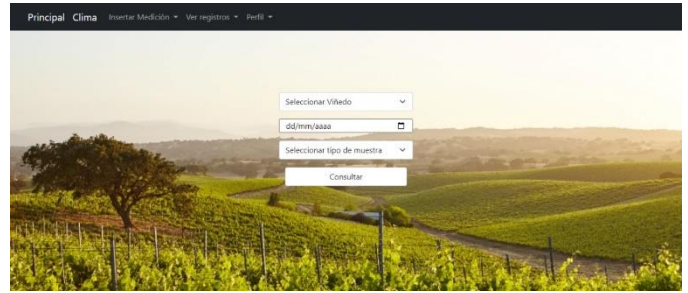 Principal Clima Insertar Medición Ver registros Perfil
Seleccionar Viñedo
dd/mm/aaaa
Seleccionar tipo de muestra
Consultar